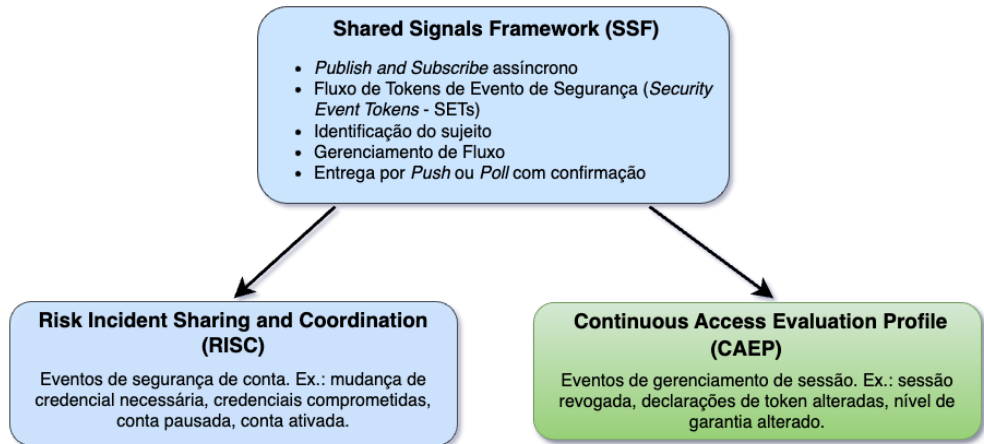 Shared Signals Framework (SSF)
• Publish and Subscribe assíncrono
• Fluxo de Tokens de Evento de Segurança (Security
Event Tokens - SETs)
• Identificação do sujeito
• Gerenciamento de Fluxo
• Entrega por Push ou Poll com confirmação
Risk Incident Sharing and Coordination
(RISC)
Eventos de segurança de conta. Ex.: mudança de
credencial necessária, credenciais comprometidas,
conta pausada, conta ativada.
Continuous Access Evaluation Profile
(CAEP)
Eventos de gerenciamento de sessão. Ex.: sessão
revogada, declarações de token alteradas, nível de
garantia alterado.